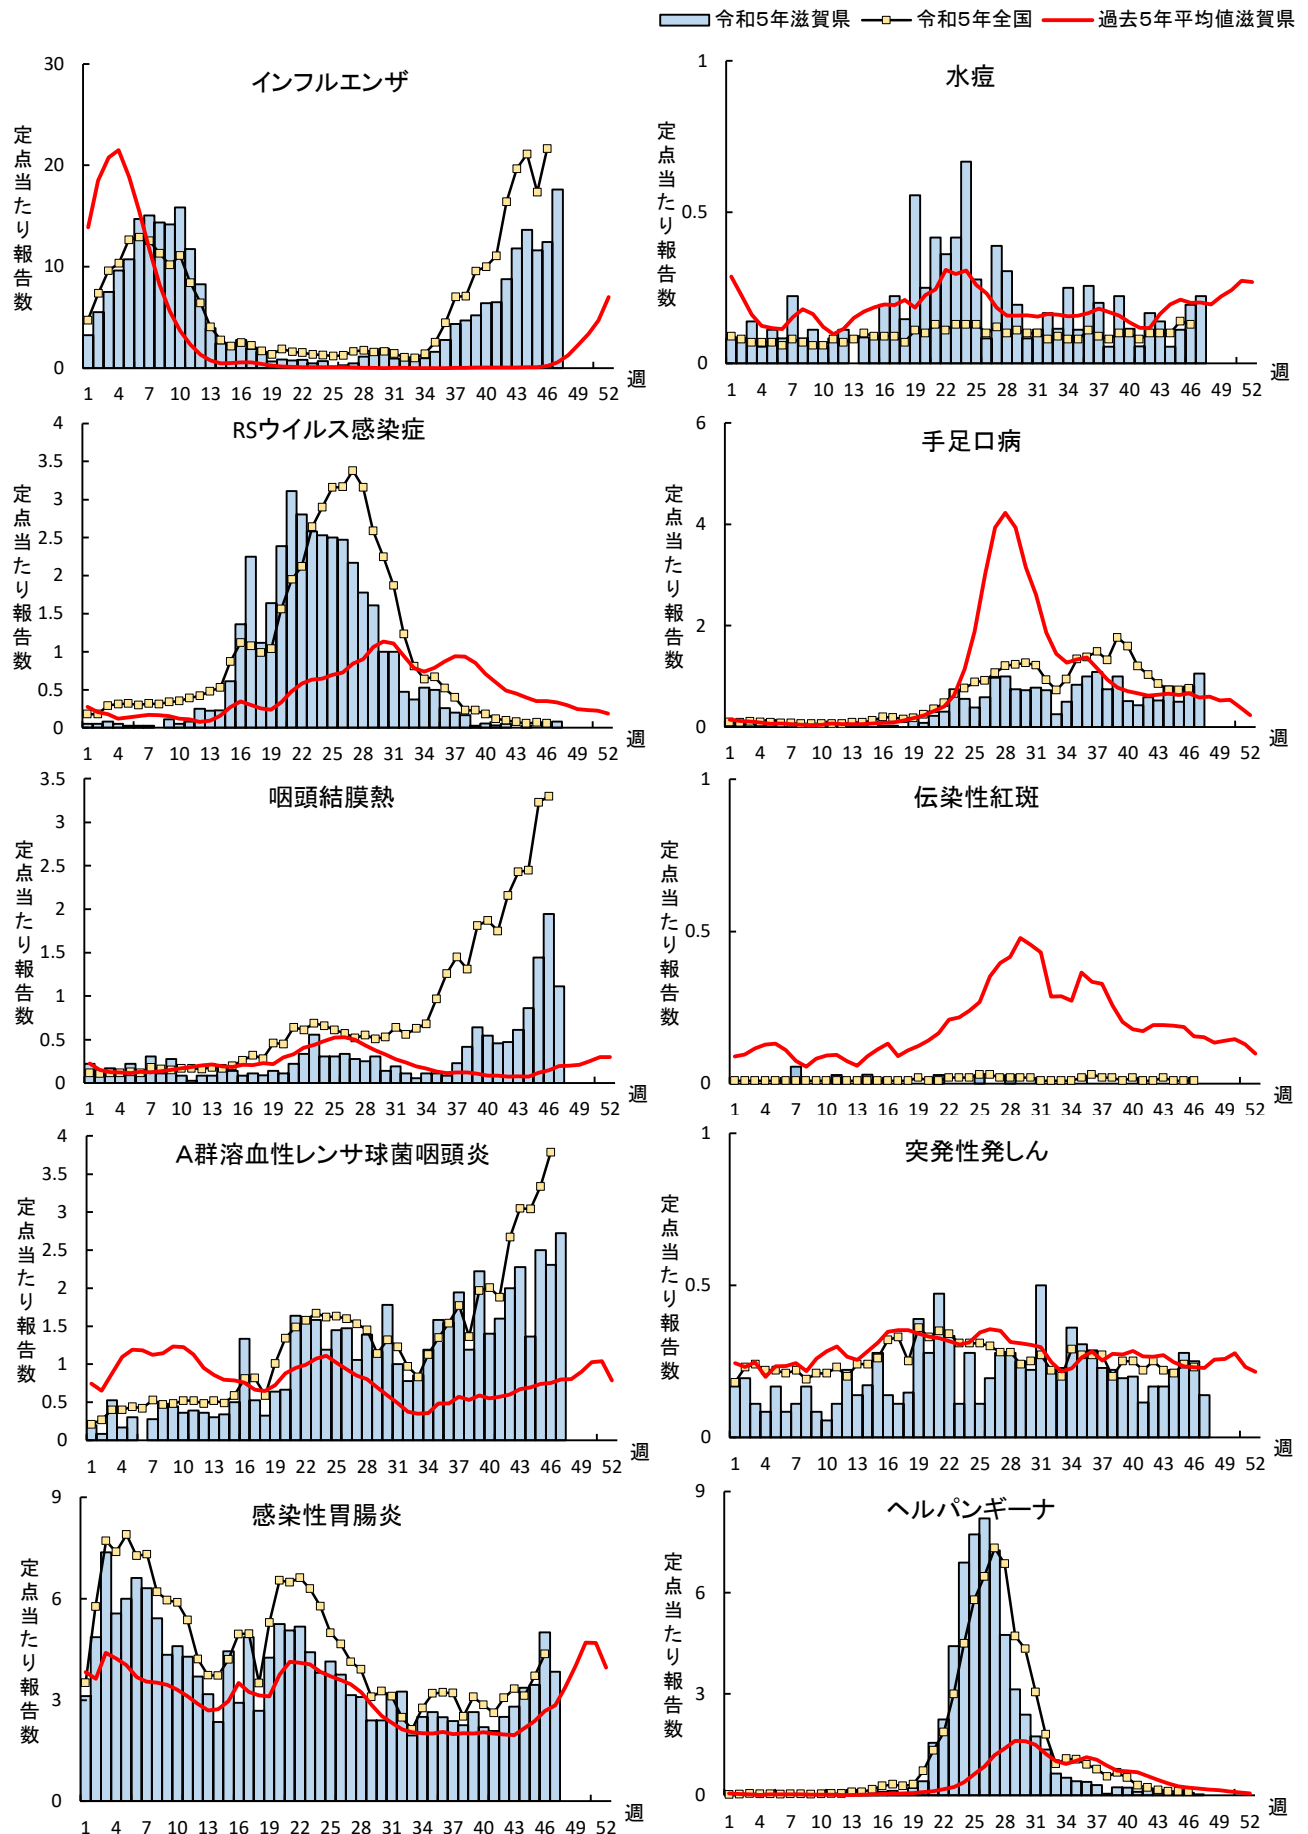 令和5年滋賀県 令和5年全国 過去5年平均値滋賀県
インフルエンザ
定点当たり報告数
30
20
10
0
1 4 7 10 13 16 19 22 25 28 31 34 37 40 43 46 49 52 週
水痘
定点当たり報告数
1
0.5
0
1 4 7 10 13 16 19 22 25 28 31 34 37 40 43 46 49 52 週
RSウイルス感染症
定点当たり報告数
4
3.5
3
2.5
2
1.5
1
0.5
0
1 4 7 10 13 16 19 22 25 28 31 34 37 40 43 46 49 52 週
手足口病
定点当たり報告数
6
4
2
0
1 4 7 10 13 16 19 22 25 28 31 34 37 40 43 46 49 52 週
咽頭結膜熱
定点当たり報告数
3.5
3
2.5
2
1.5
1
0.5
0
1 4 7 10 13 16 19 22 25 28 31 34 37 40 43 46 49 52 週
伝染性紅斑
定点当たり報告数
1
0.5
0
1 4 7 10 13 16 19 22 25 28 31 34 37 40 43 46 49 52 週
A群溶血性レンサ球菌咽頭炎
定点当たり報告数
4
3.5
3
2.5
2
1.5
1
0.5
0
1 4 7 10 13 16 19 22 25 28 31 34 37 40 43 46 49 52 週
突発性発しん
定点当たり報告数
1
0.5
0
1 4 7 10 13 16 19 22 25 28 31 34 37 40 43 46 49 52 週
感染性胃腸炎
定点当たり報告数
9
6
3
0
1 4 7 10 13 16 19 22 25 28 31 34 37 40 43 46 49 52 週
ヘルパンギーナ
定点当たり報告数
9
6
3
0
1 4 7 10 13 16 19 22 25 28 31 34 37 40 43 46 49 52 週